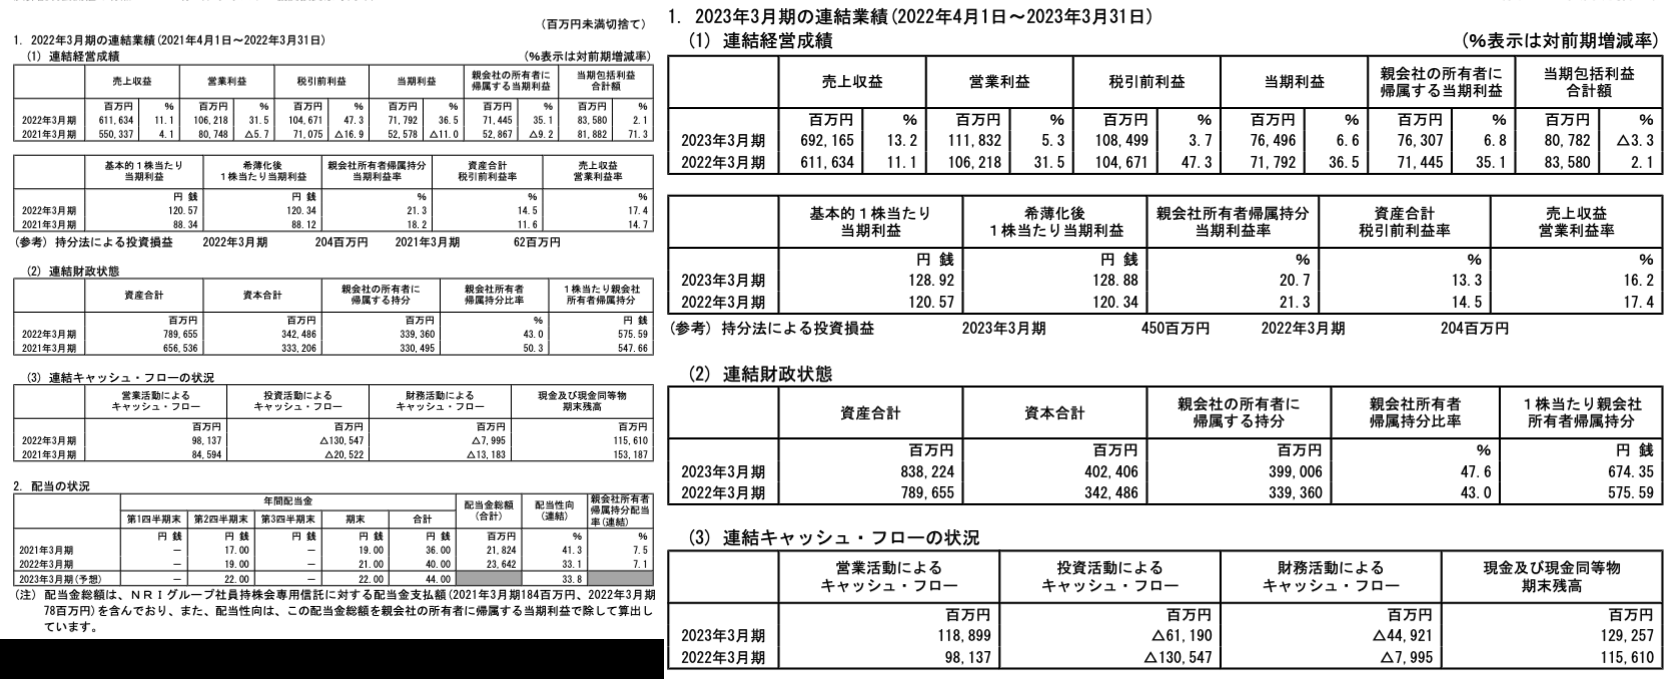 (百万円未満切捨て)
1. 2022年3月期の連結業績(2021年4月1日～2022年3月31日)
(1) 連結経営成績 (%表示は対前期増減率)
売上収益 営業利益 税引前利益 当期利益 親会社の所有者に帰属する当期利益 当期包括利益合計額
百万円 % 百万円 % 百万円 % 百万円 % 百万円 % 百万円 %
2022年3月期 611,634 11.1 106,218 31.5 104,671 47.3 71,792 36.5 71,445 35.1 83,580 2.1
2021年3月期 550,337 4.1 80,748 △5.7 71,075 △16.9 52,578 △11.0 52,867 △9.2 81,882 71.3
基本的1株当たり当期利益 希薄化後1株当たり当期利益 親会社所有者帰属持分当期利益率 資産合計税引前利益率 売上収益営業利益率
円 銭 円 銭 % % %
2022年3月期 120.57 120.34 21.3 14.5 17.4
2021年3月期 88.34 88.12 18.2 11.6 14.7
(参考) 持分法による投資損益 2022年3月期 204百万円 2021年3月期 62百万円
(2) 連結財政状態
資産合計 資本合計 親会社の所有者に帰属する持分 親会社所有者帰属持分比率 1株当たり親会社所有者帰属持分
百万円 百万円 百万円 % 円 銭
2022年3月期 789,655 342,486 339,360 43.0 575.59
2021年3月期 656,536 333,206 330,495 50.3 547.66
(3) 連結キャッシュ・フローの状況
営業活動によるキャッシュ・フロー 投資活動によるキャッシュ・フロー 財務活動によるキャッシュ・フロー 現金及び現金同等物期末残高
百万円 百万円 百万円 百万円
2022年3月期 98,137 △130,547 △7,995 115,610
2021年3月期 84,594 △20,522 △13,183 153,187
2. 配当の状況
年間配当金 配当金総額(合計) 配当性向(連結) 親会社所有者帰属持分配当率(連結)
第1四半期末 第2四半期末 第3四半期末 期末 合計
円 銭 円 銭 円 銭 円 銭 円 銭 百万円 % %
2021年3月期 － 17.00 － 19.00 36.00 21,824 41.3 7.5
2022年3月期 － 19.00 － 21.00 40.00 23,642 33.1 7.1
2023年3月期(予想) － 22.00 － 22.00 44.00 33.8
(注) 配当金総額は、NRIグループ社員持株会専用信託に対する配当金支払額(2021年3月期184百万円、2022年3月期
78百万円)を含んでおり、また、配当性向は、この配当金総額を親会社の所有者に帰属する当期利益で除して算出し
ています。
1. 2023年3月期の連結業績(2022年4月1日～2023年3月31日)
(1) 連結経営成績 (%表示は対前期増減率)
売上収益 営業利益 税引前利益 当期利益 親会社の所有者に帰属する当期利益 当期包括利益合計額
百万円 % 百万円 % 百万円 % 百万円 % 百万円 % 百万円 %
2023年3月期 692,165 13.2 111,832 5.3 108,499 3.7 76,496 6.6 76,307 6.8 80,782 △3.3
2022年3月期 611,634 11.1 106,218 31.5 104,671 47.3 71,792 36.5 71,445 35.1 83,580 2.1
基本的1株当たり当期利益 希薄化後1株当たり当期利益 親会社所有者帰属持分当期利益率 資産合計税引前利益率 売上収益営業利益率
円 銭 円 銭 % % %
2023年3月期 128.92 128.88 20.7 13.3 16.2
2022年3月期 120.57 120.34 21.3 14.5 17.4
(参考) 持分法による投資損益 2023年3月期 450百万円 2022年3月期 204百万円
(2) 連結財政状態
資産合計 資本合計 親会社の所有者に帰属する持分 親会社所有者帰属持分比率 1株当たり親会社所有者帰属持分
百万円 百万円 百万円 % 円 銭
2023年3月期 838,224 402,406 399,006 47.6 674.35
2022年3月期 789,655 342,486 339,360 43.0 575.59
(3) 連結キャッシュ・フローの状況
営業活動によるキャッシュ・フロー 投資活動によるキャッシュ・フロー 財務活動によるキャッシュ・フロー 現金及び現金同等物期末残高
百万円 百万円 百万円 百万円
2023年3月期 118,899 △61,190 △44,921 129,257
2022年3月期 98,137 △130,547 △7,995 115,610